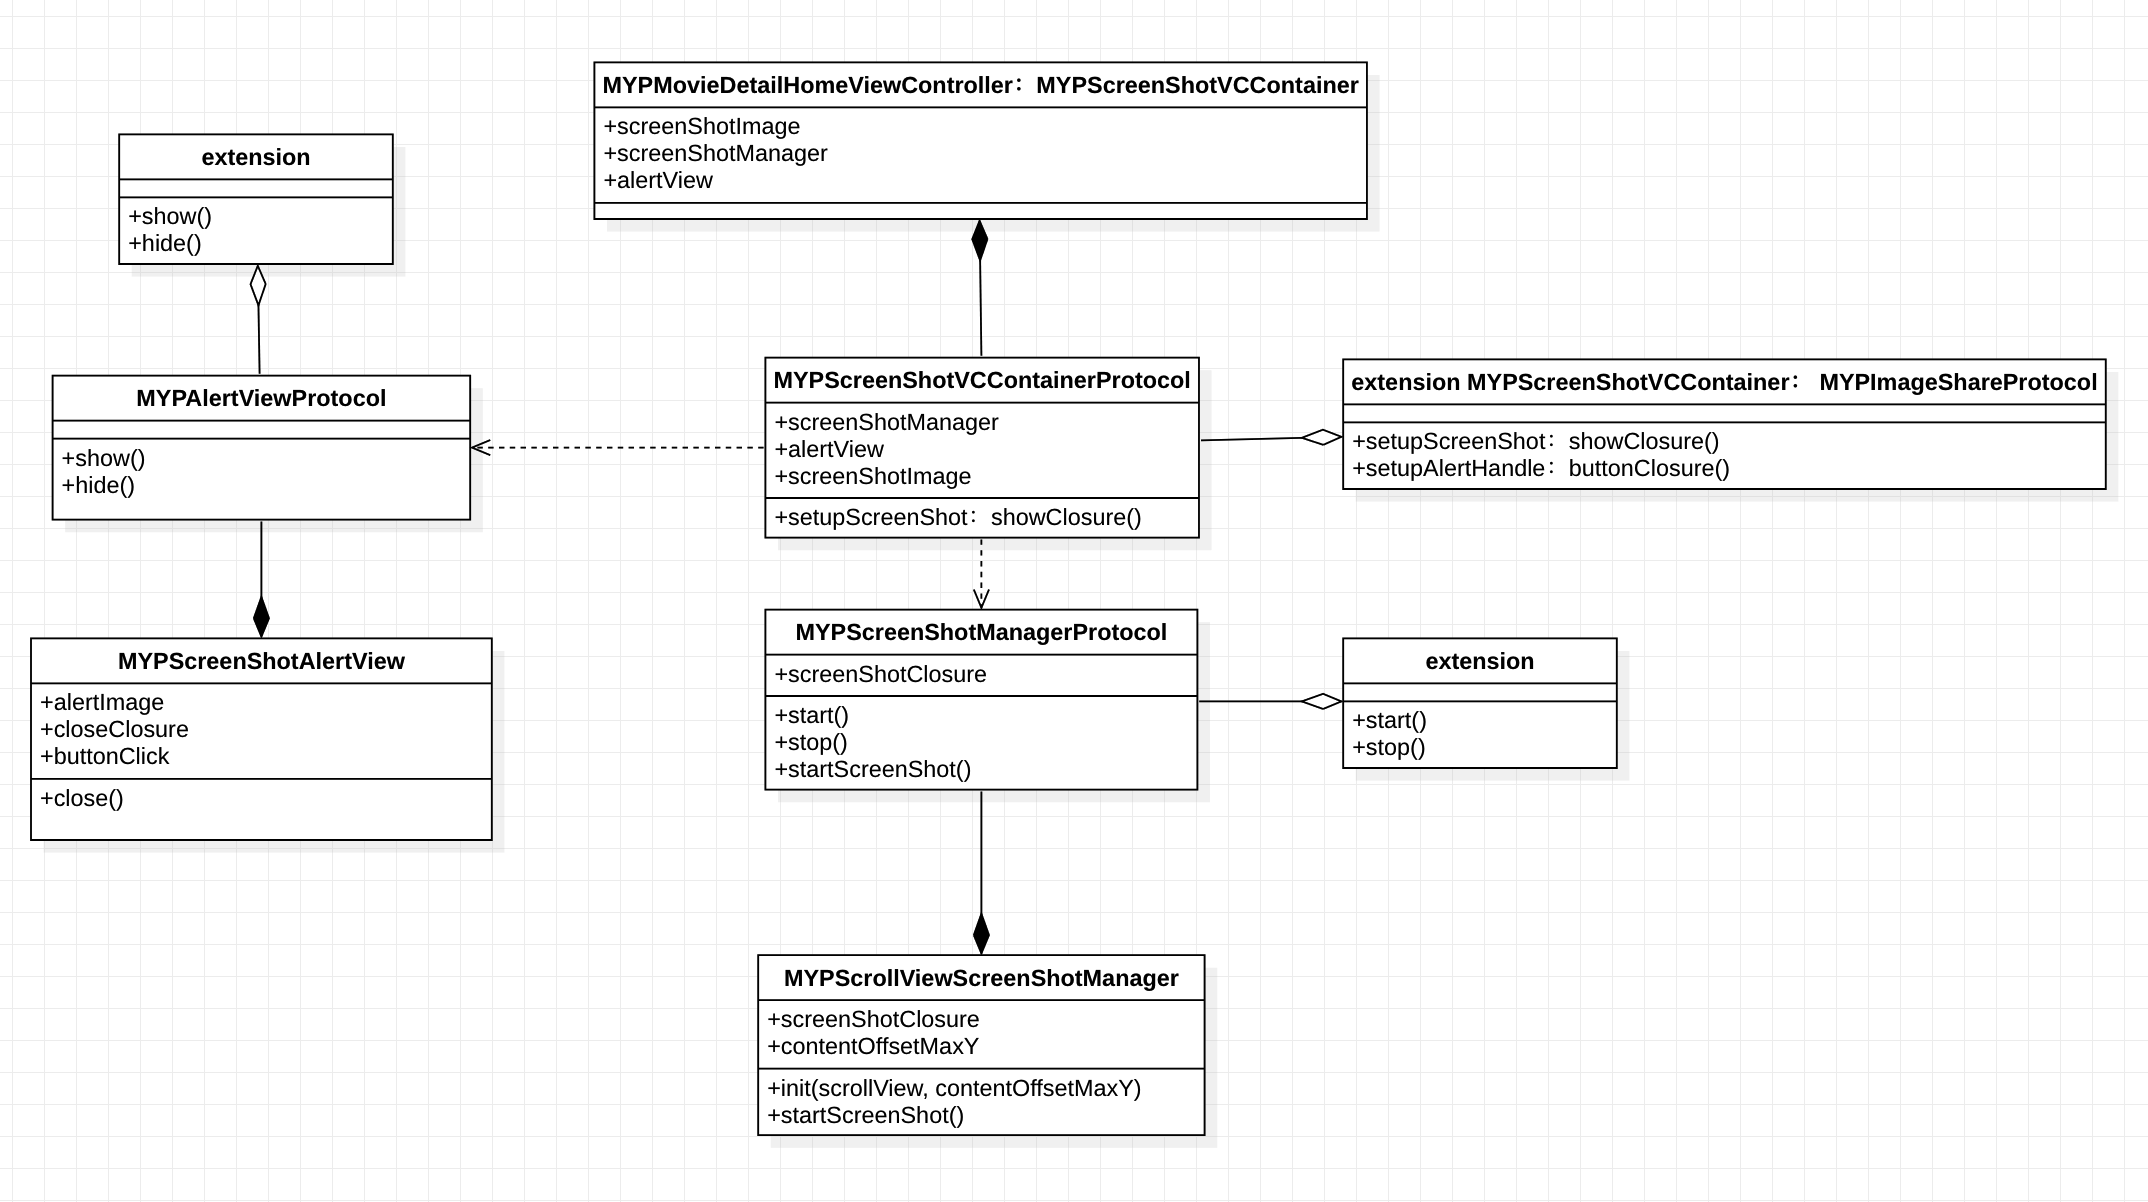 MYPMovieDetailHomeViewController：MYPScreenShotVCContainer
+screenShotImage
+screenShotManager
+alertView
extension
+show()
+hide()
MYPAlertViewProtocol
+show()
+hide()
MYPScreenShotVCContainerProtocol
+screenShotManager
+alertView
+screenShotImage
+setupScreenShot：showClosure()
extension MYPScreenShotVCContainer： MYPImageShareProtocol
+setupScreenShot：showClosure()
+setupAlertHandle：buttonClosure()
MYPScreenShotAlertView
+alertImage
+closeClosure
+buttonClick
+close()
MYPScreenShotManagerProtocol
+screenShotClosure
+start()
+stop()
+startScreenShot()
extension
+start()
+stop()
MYPScrollViewScreenShotManager
+screenShotClosure
+contentOffsetMaxY
+init(scrollView, contentOffsetMaxY)
+startScreenShot()